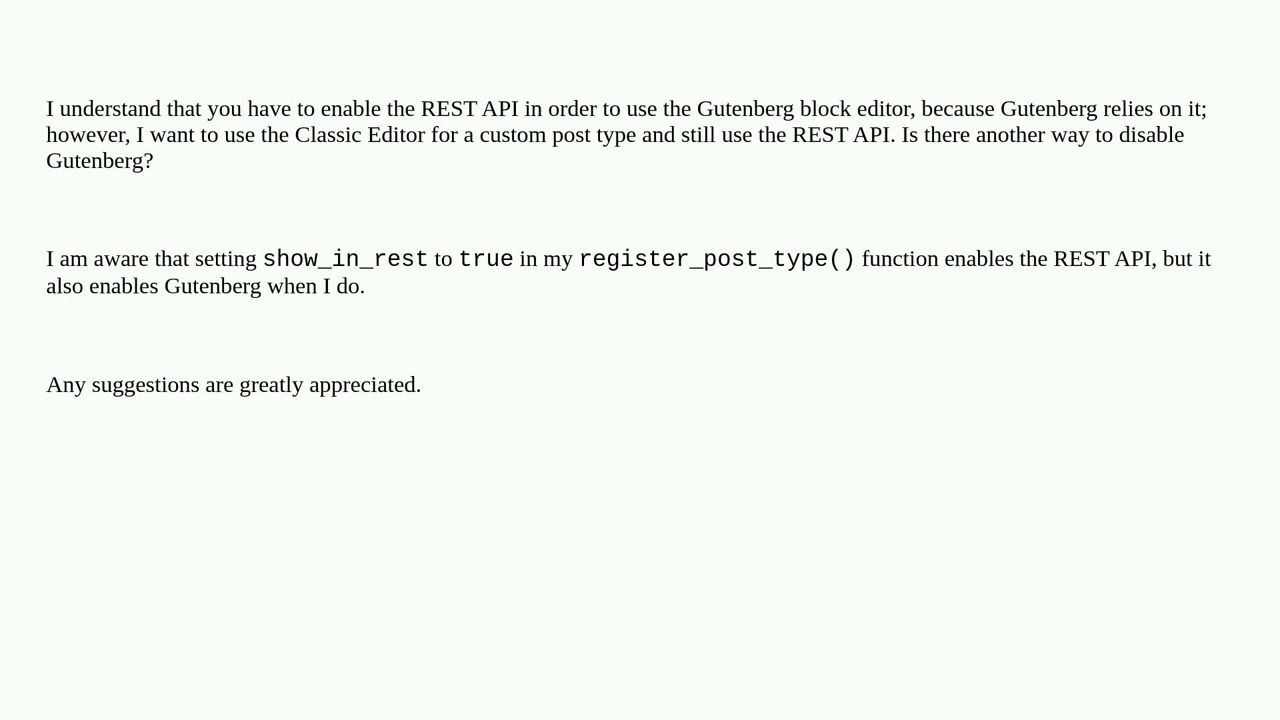 I understand that you have to enable the REST API in order to use the Gutenberg block editor, because Gutenberg relies on it;
however, I want to use the Classic Editor for a custom post type and still use the REST API. Is there another way to disable
Gutenberg?
I am aware that setting show_in_rest to true in my register_post_type() function enables the REST API, but it
also enables Gutenberg when I do.
Any suggestions are greatly appreciated.